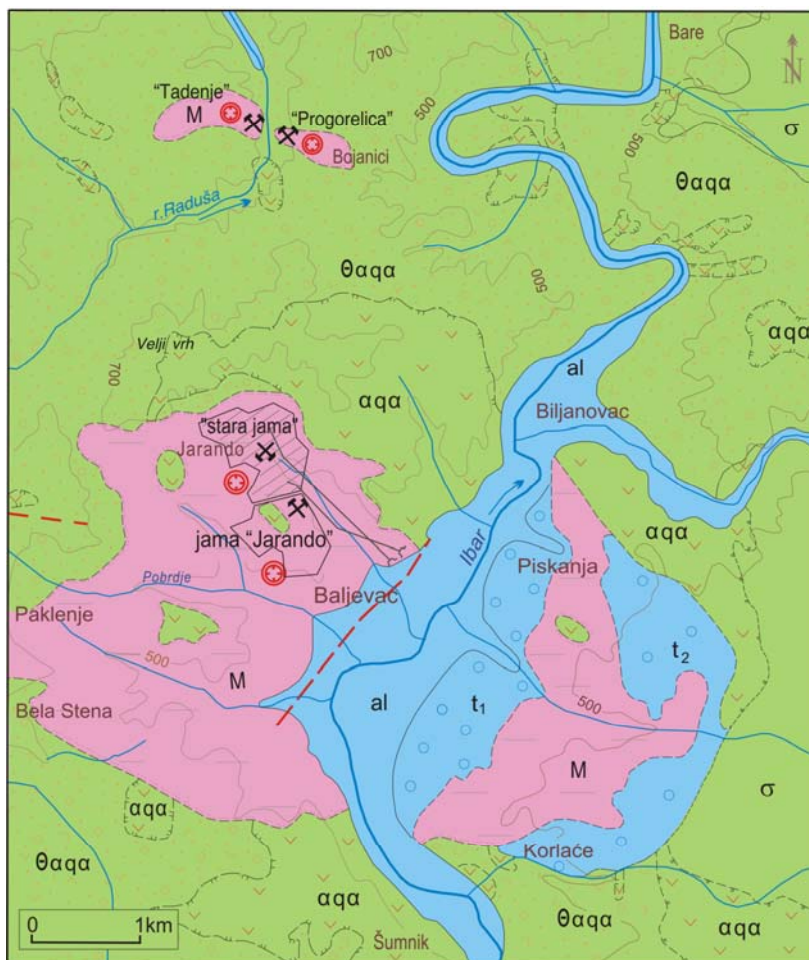 700
Bare
N
"Tadenje"
M
"Progorelica"
Bojanici
500
σ
500
θαqα
r.Raduša
θαqα
500
αqα
Velji vrh
700
αqα
al
Biljanovac
"stara jama"
Jarando
αqα
Ibar
jama "Jarando"
Piskanja
Pobrdje
Baljevac
Paklenje
M
t2
500
M
500
Bela Stena
al
t1
M
σ
αqα
θαqα
Korlaće
αqα
θαqα
αqα
0 1km
Šumnik